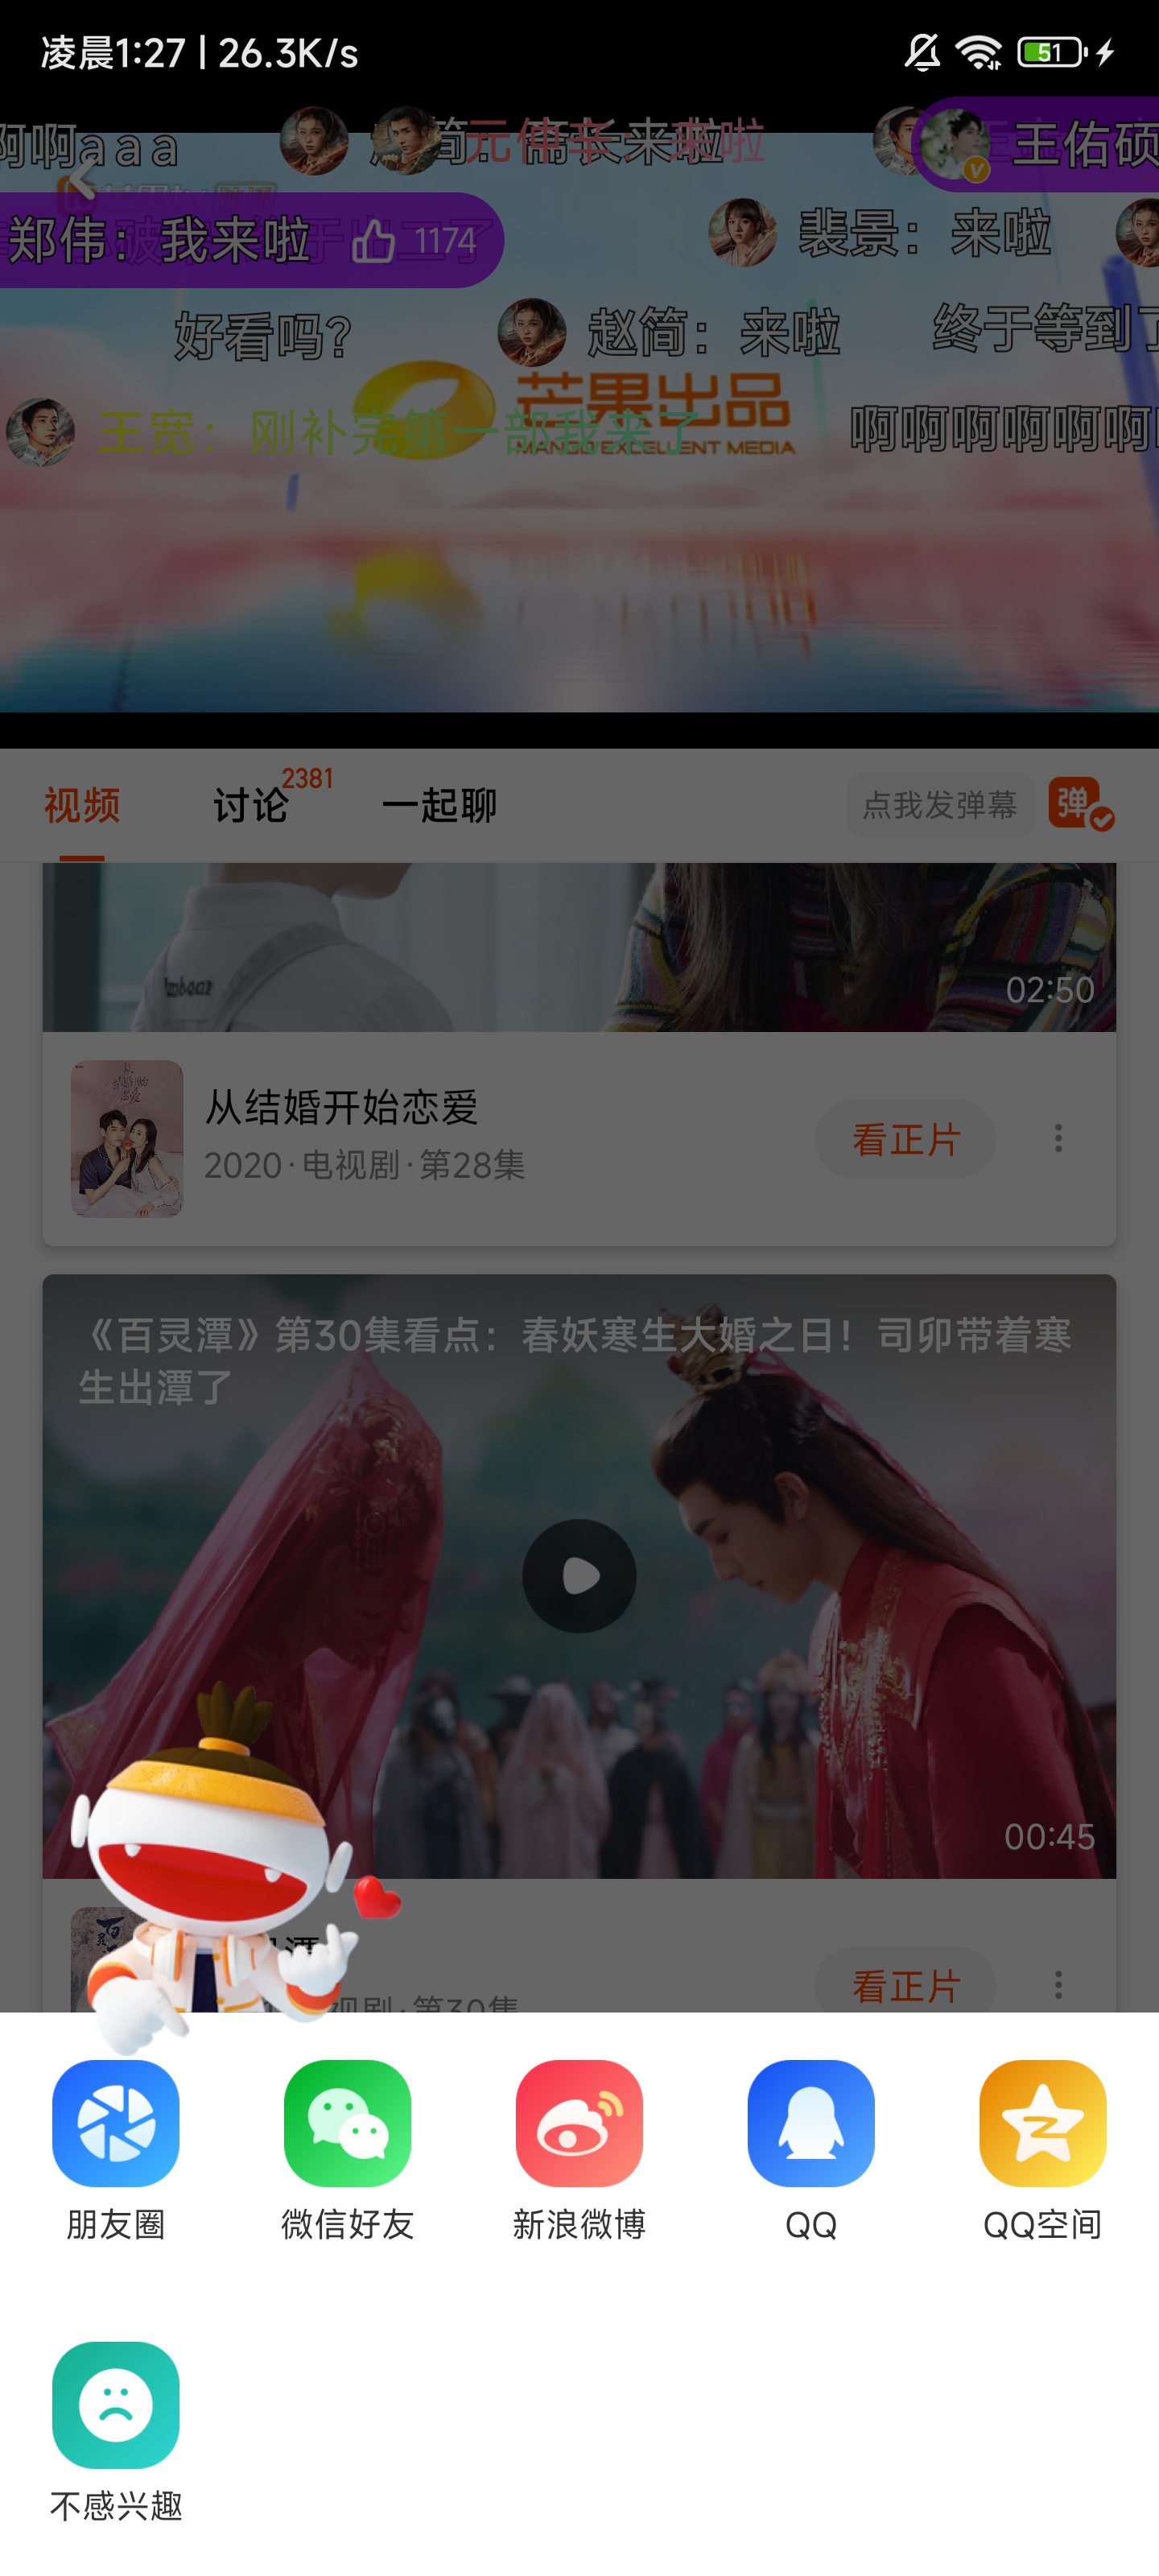 凌晨1:27 | 26.3K/s
51
啊啊aaa
元仲辛：来啦
王佑硕
郑伟：我来啦 1174
裴景：来啦
好看吗？
赵简：来啦
终于等到了
芒果出品
MANGO EXCELLENT MEDIA
王宽：刚补完第一部我来了
啊啊啊啊啊啊
视频
讨论 2381
一起聊
点我发弹幕
弹
02:50
从结婚开始恋爱
2020·电视剧·第28集
看正片
《百灵潭》第30集看点：春妖寒生大婚之日！司卯带着寒
生出潭了
00:45
潭
视剧·第30集
看正片
朋友圈
微信好友
新浪微博
QQ
QQ空间
不感兴趣